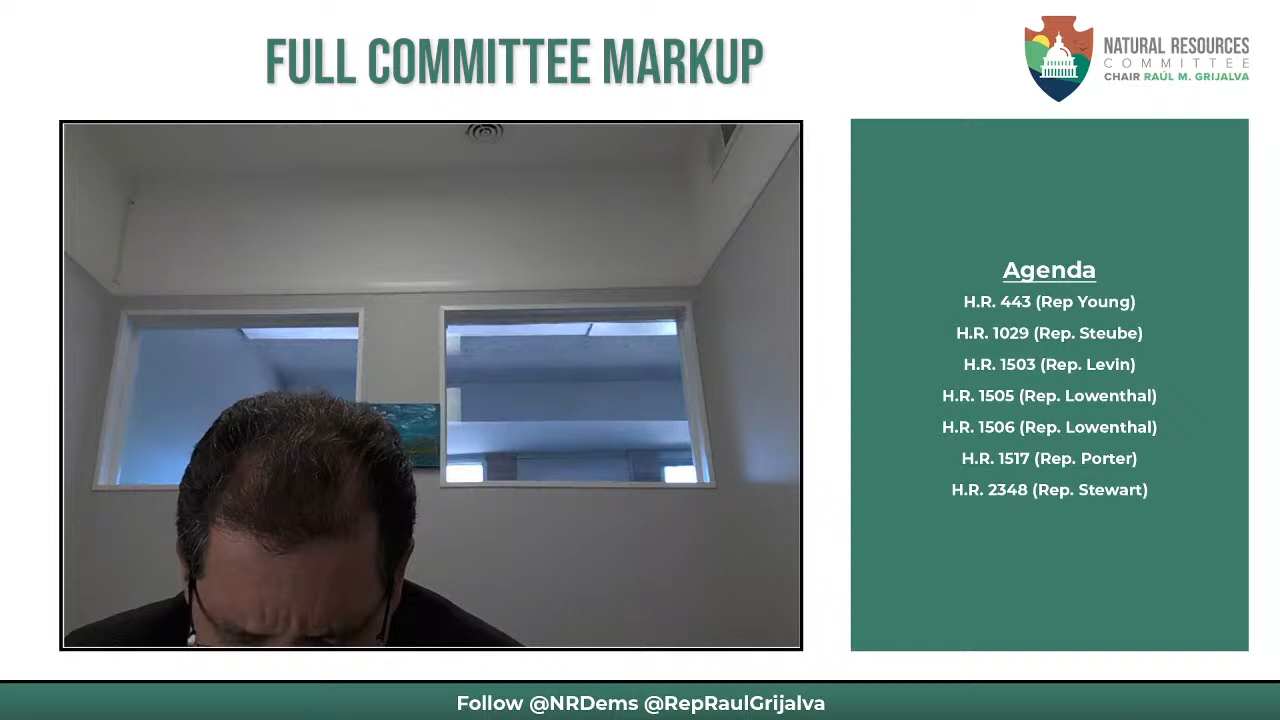 FULL COMMITTEE MARKUP
NATURAL RESOURCES
COMMITTEE
CHAIR RAÚL M. GRIJALVA
Agenda
H.R. 443 (Rep Young)
H.R. 1029 (Rep. Steube)
H.R. 1503 (Rep. Levin)
H.R. 1505 (Rep. Lowenthal)
H.R. 1506 (Rep. Lowenthal)
H.R. 1517 (Rep. Porter)
H.R. 2348 (Rep. Stewart)
Follow @NRDems @RepRaulGrijalva